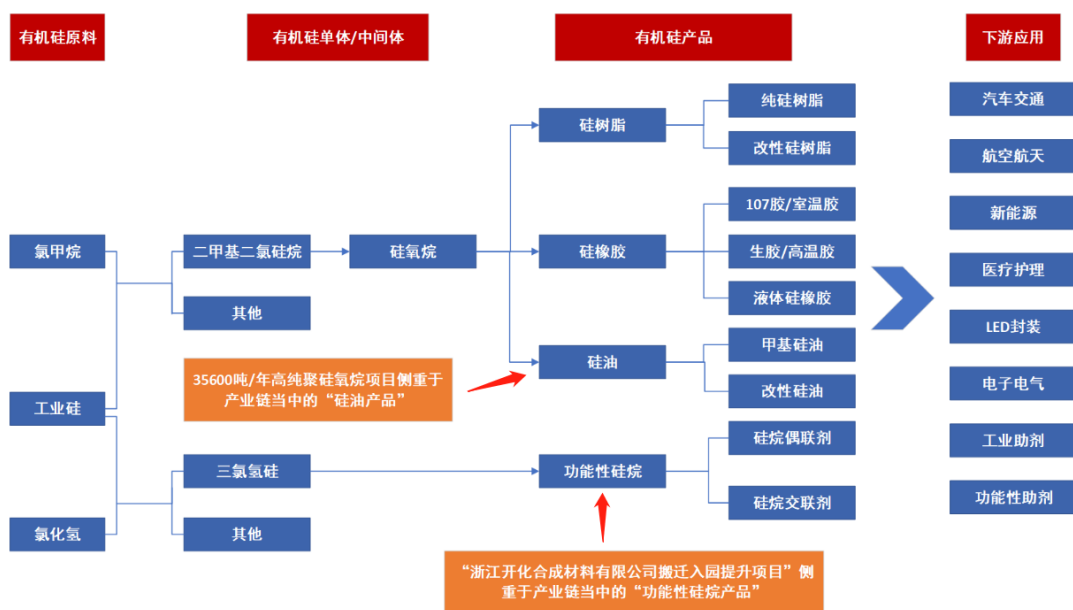 有机硅原料
有机硅单体/中间体
有机硅产品
下游应用
氯甲烷
工业硅
氯化氢
二甲基二氯硅烷
其他
三氯氢硅
其他
硅氧烷
硅树脂
硅橡胶
硅油
功能性硅烷
纯硅树脂
改性硅树脂
107胶/室温胶
生胶/高温胶
液体硅橡胶
甲基硅油
改性硅油
硅烷偶联剂
硅烷交联剂
35600吨/年高纯聚硅氧烷项目侧重于
产业链当中的“硅油产品”
“浙江开化合成材料有限公司搬迁入园提升项目”侧
重于产业链当中的“功能性硅烷产品”
汽车交通
航空航天
新能源
医疗护理
LED封装
电子电气
工业助剂
功能性助剂